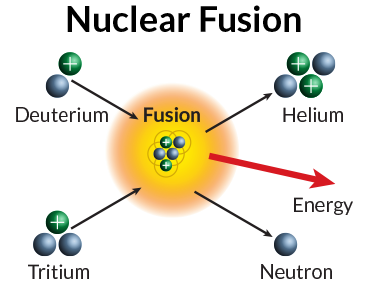 Nuclear Fusion
Deuterium
Fusion
Helium
Energy
Tritium
Neutron